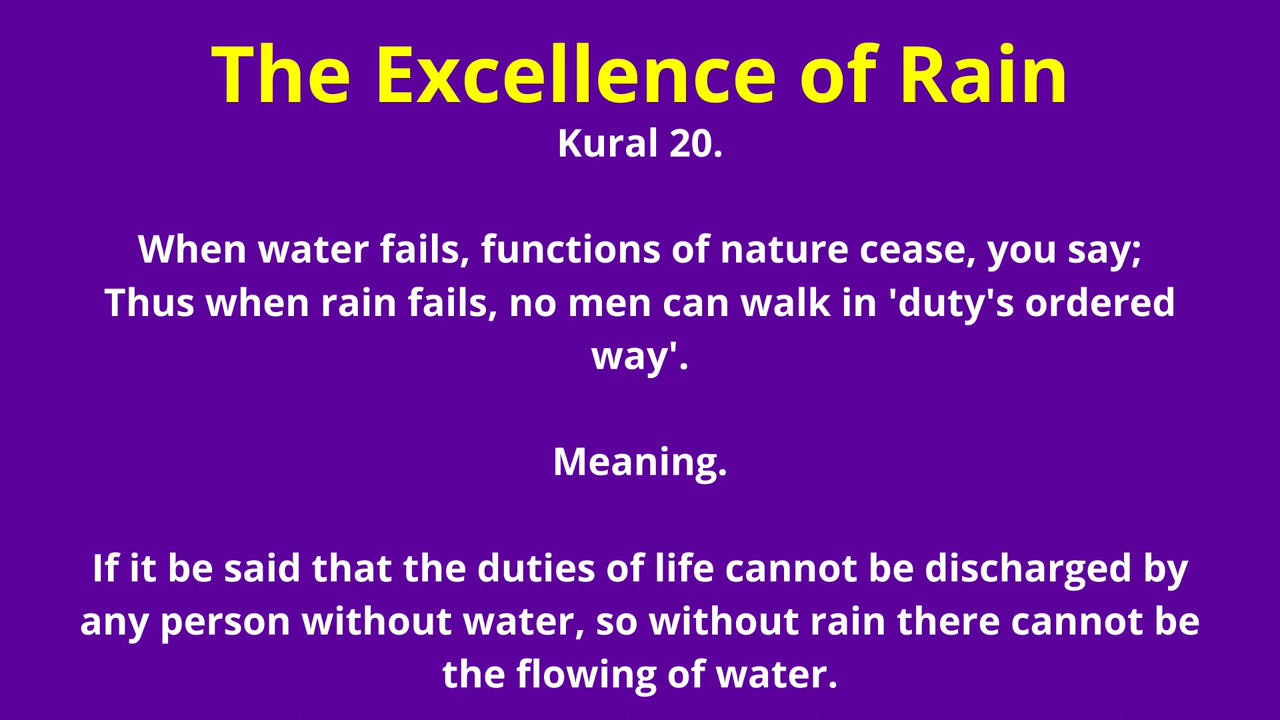 The Excellence of Rain
Kural 20.
When water fails, functions of nature cease, you say;
Thus when rain fails, no men can walk in 'duty's ordered
way'.
Meaning.
If it be said that the duties of life cannot be discharged by
any person without water, so without rain there cannot be
the flowing of water.